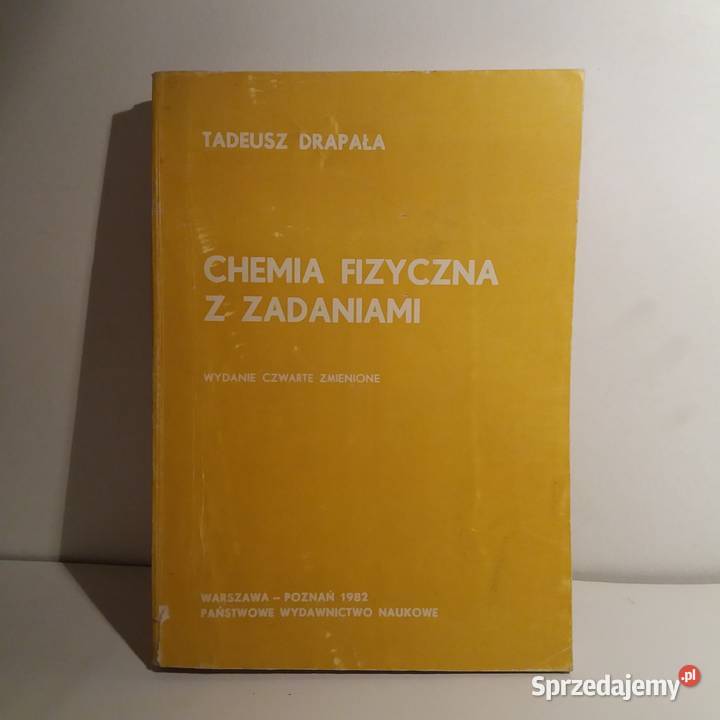 TADEUSZ DRAPAŁA
CHEMIA FIZYCZNA
Z ZADANIAMI
WYDANIE CZWARTE ZMIENIONE
WARSZAWA – POZNAŃ 1982
PAŃSTWOWE WYDAWNICTWO NAUKOWE
Sprzedajemy.pl